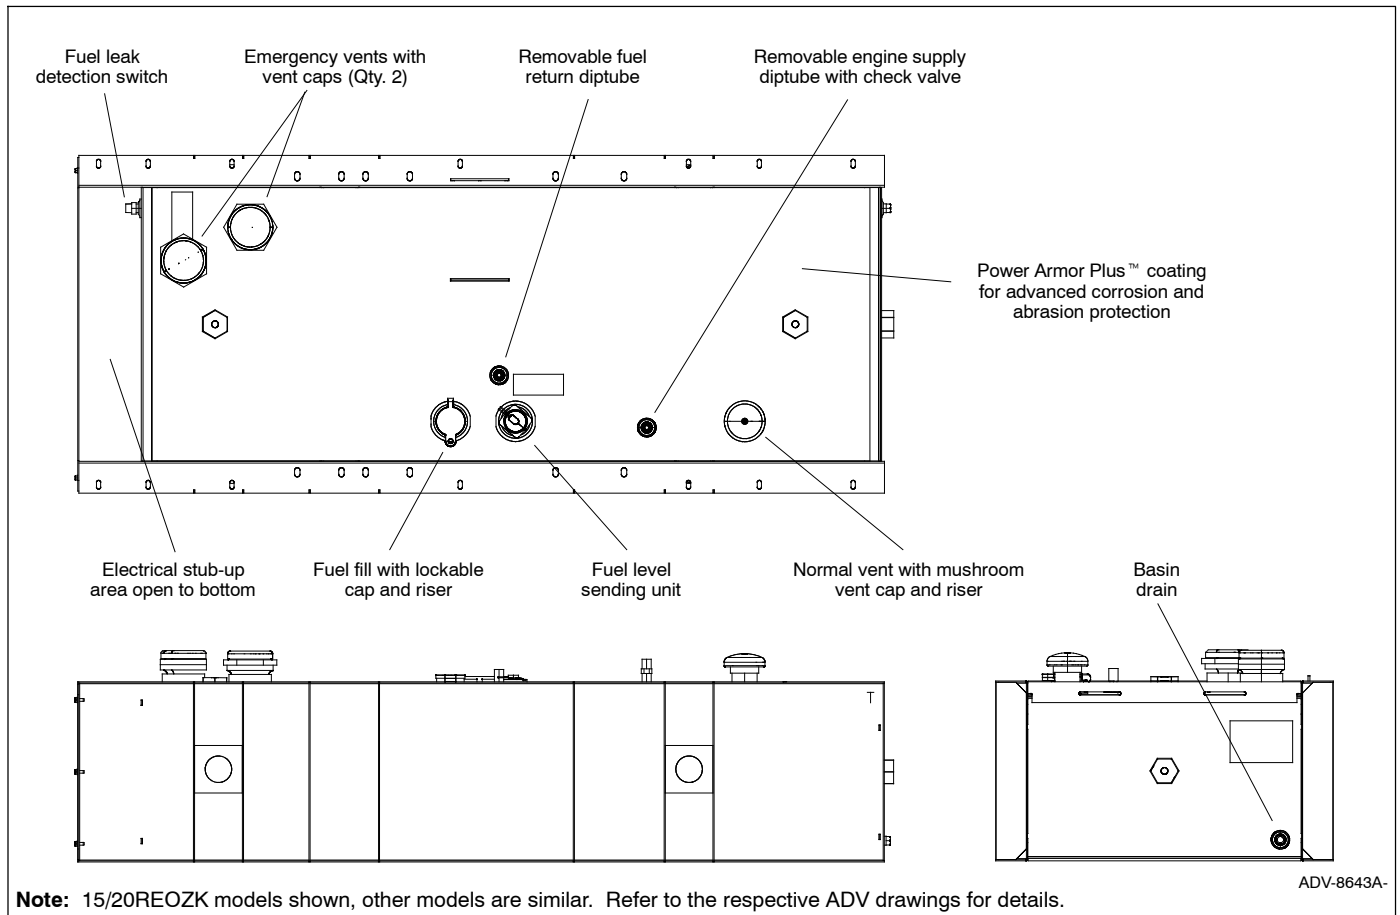 Fuel leak
detection switch
Emergency vents with
vent caps (Qty. 2)
Removable fuel
return diptube
Removable engine supply
diptube with check valve
Power Armor Plus™ coating
for advanced corrosion and
abrasion protection
Electrical stub-up
area open to bottom
Fuel fill with lockable
cap and riser
Fuel level
sending unit
Normal vent with mushroom
vent cap and riser
Basin
drain
ADV-8643A-
Note: 15/20REOZK models shown, other models are similar. Refer to the respective ADV drawings for details.